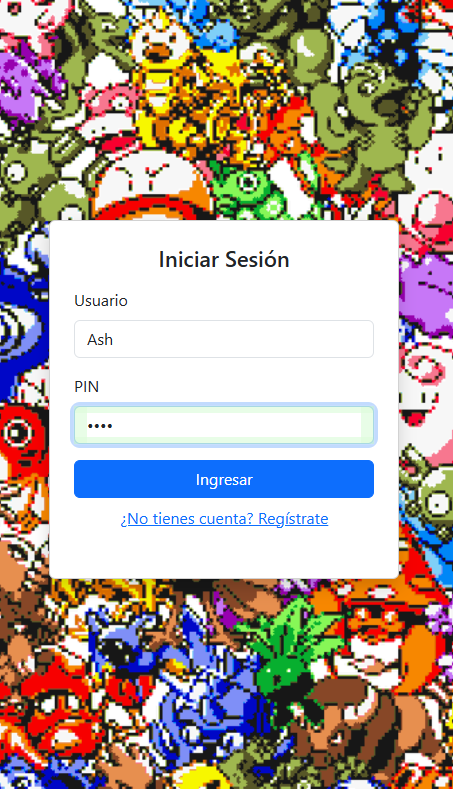 Iniciar Sesión
Usuario
Ash
PIN
••••
Ingresar
¿No tienes cuenta? Regístrate